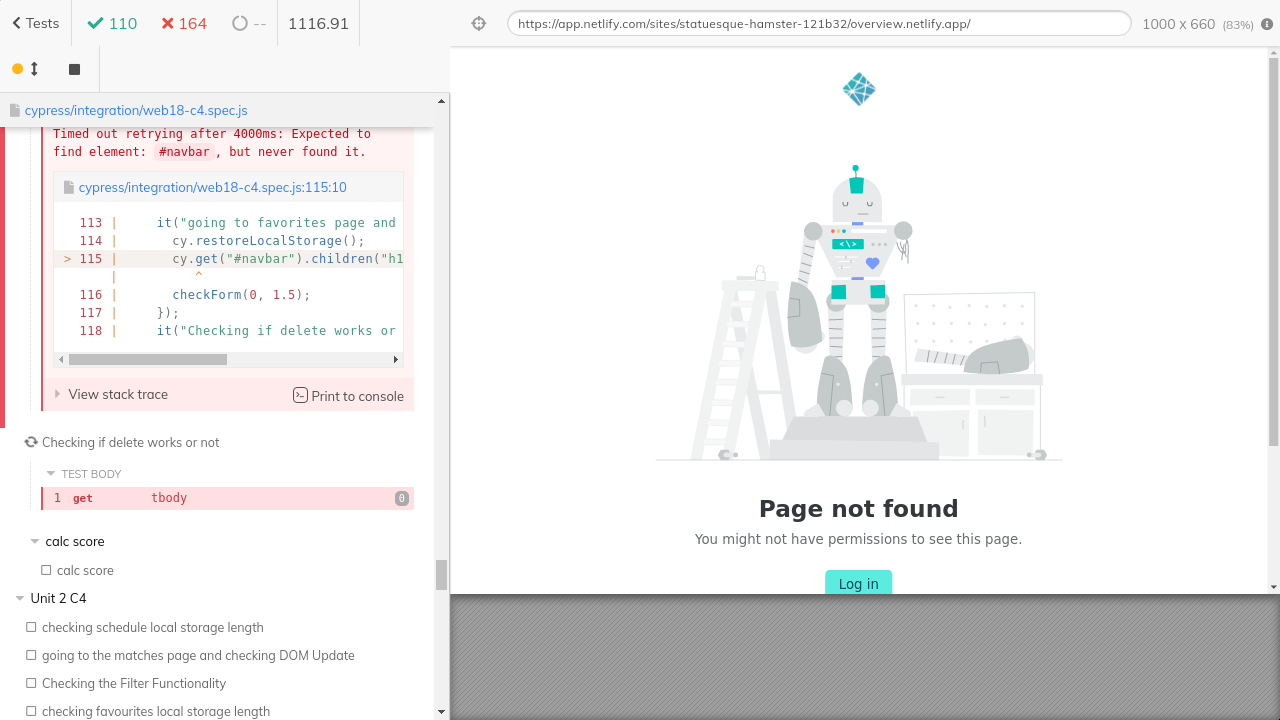 Tests
110
164
--
1116.91
https://app.netlify.com/sites/statuesque-hamster-121b32/overview.netlify.app/
1000 x 660 (83%)
cypress/integration/web18-c4.spec.js
Timed out retrying after 4000ms: Expected to
find element: #navbar, but never found it.
cypress/integration/web18-c4.spec.js:115:10
113 | it("going to favorites page and
114 | cy.restoreLocalStorage();
> 115 | cy.get("#navbar").children("h1
| ^
116 | checkForm(0, 1.5);
117 | });
118 | it("Checking if delete works or
View stack trace
Print to console
Checking if delete works or not
TEST BODY
1 get tbody 0
calc score
calc score
Unit 2 C4
checking schedule local storage length
going to the matches page and checking DOM Update
Checking the Filter Functionality
checking favourites local storage length
</>
Page not found
You might not have permissions to see this page.
Log in